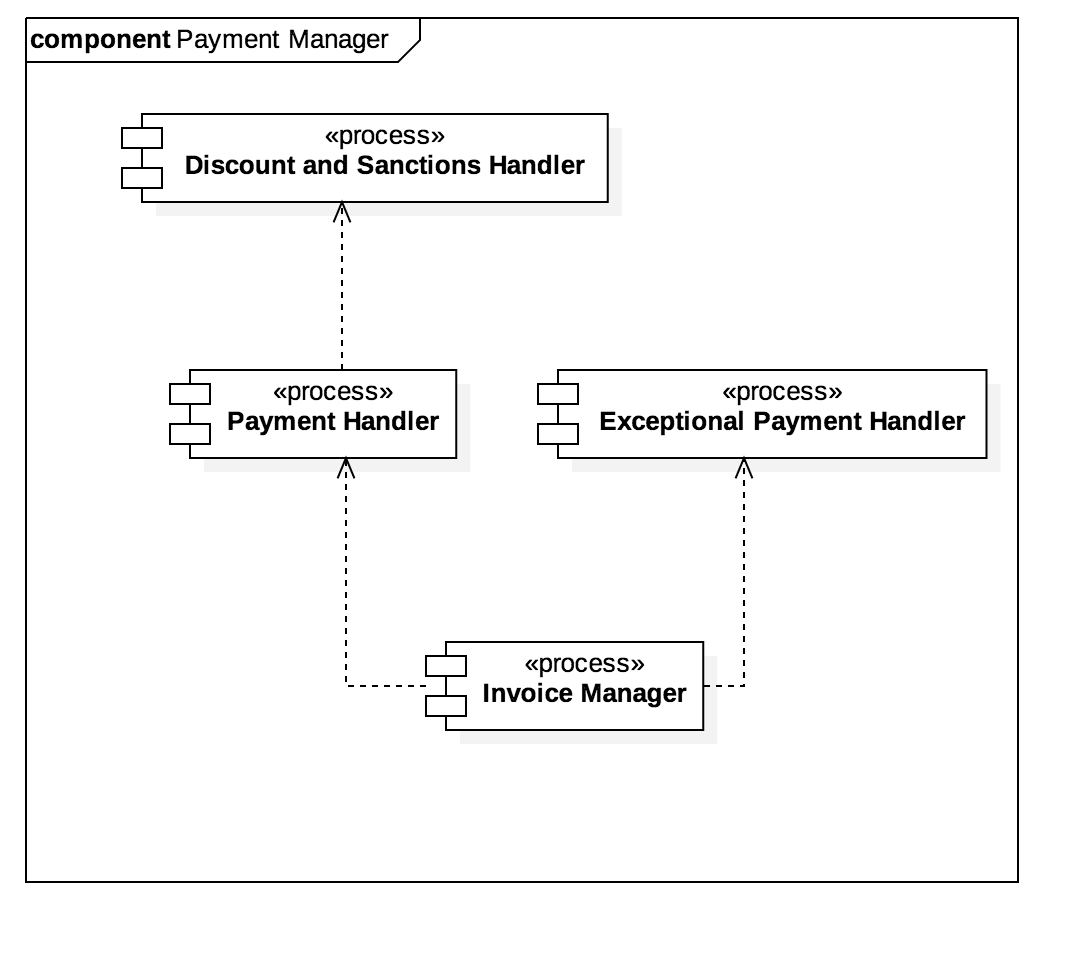 component Payment Manager
«process»
Discount and Sanctions Handler
«process»
Payment Handler
«process»
Exceptional Payment Handler
«process»
Invoice Manager